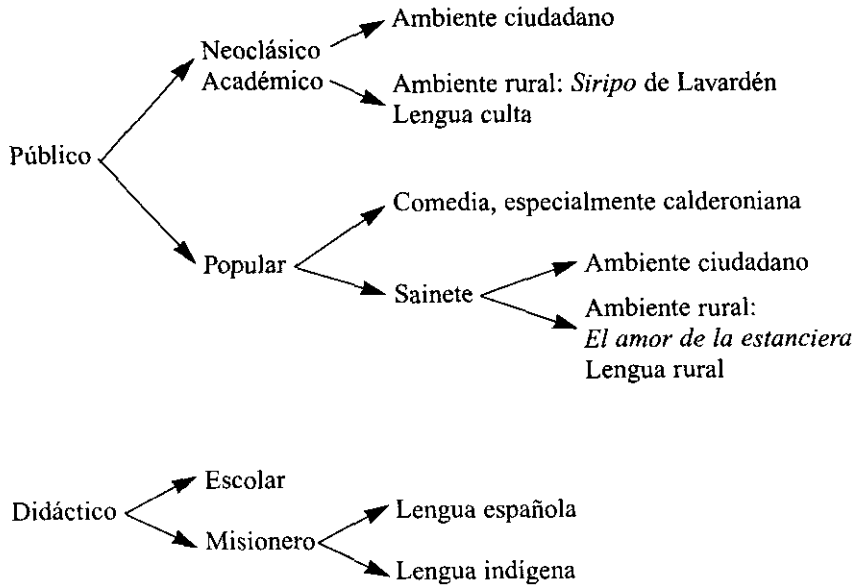 Ambiente ciudadano
Neoclásico
Académico
Ambiente rural: Siripo de Lavardén
Lengua culta
Público
Comedia, especialmente calderoniana
Popular
Ambiente ciudadano
Sainete
Ambiente rural:
El amor de la estanciera
Lengua rural
Escolar
Didáctico
Lengua española
Misionero
Lengua indígena